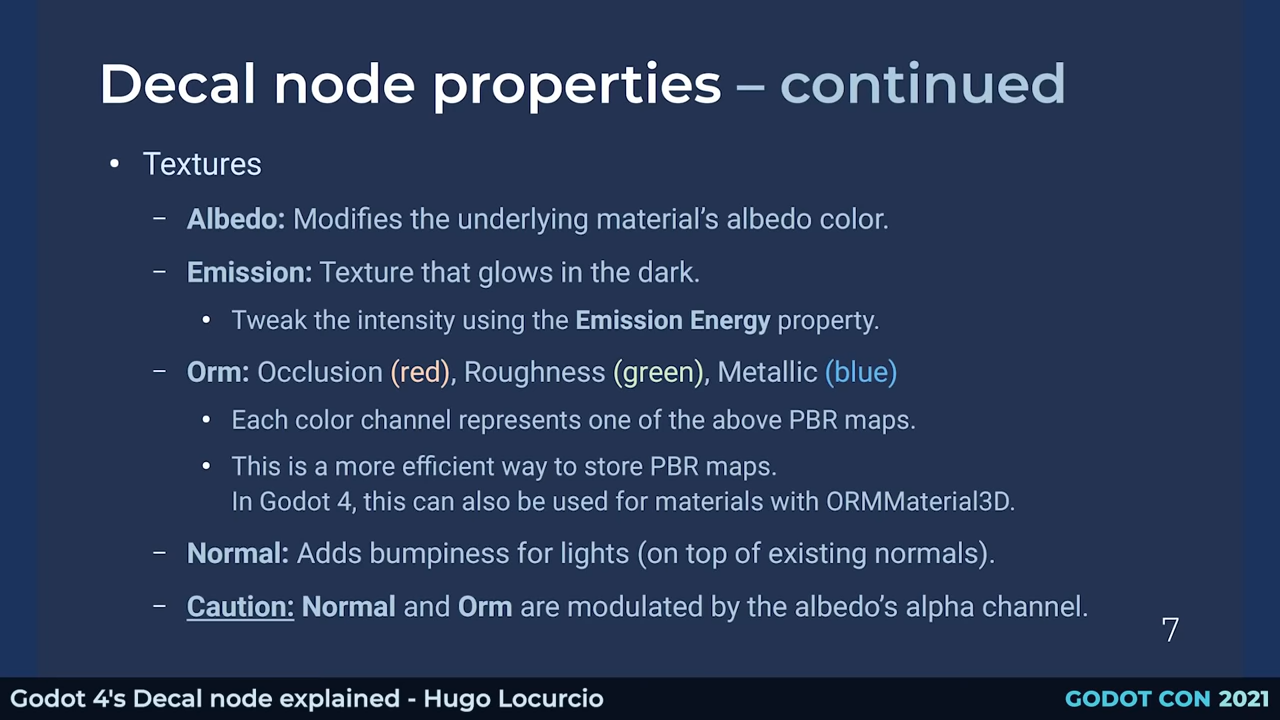 Decal node properties – continued
• Textures
– Albedo: Modifies the underlying material’s albedo color.
– Emission: Texture that glows in the dark.
• Tweak the intensity using the Emission Energy property.
– Orm: Occlusion (red), Roughness (green), Metallic (blue)
• Each color channel represents one of the above PBR maps.
• This is a more efficient way to store PBR maps.
In Godot 4, this can also be used for materials with ORMMaterial3D.
– Normal: Adds bumpiness for lights (on top of existing normals).
– Caution: Normal and Orm are modulated by the albedo’s alpha channel.
7
Godot 4's Decal node explained - Hugo Locurcio
GODOT CON 2021